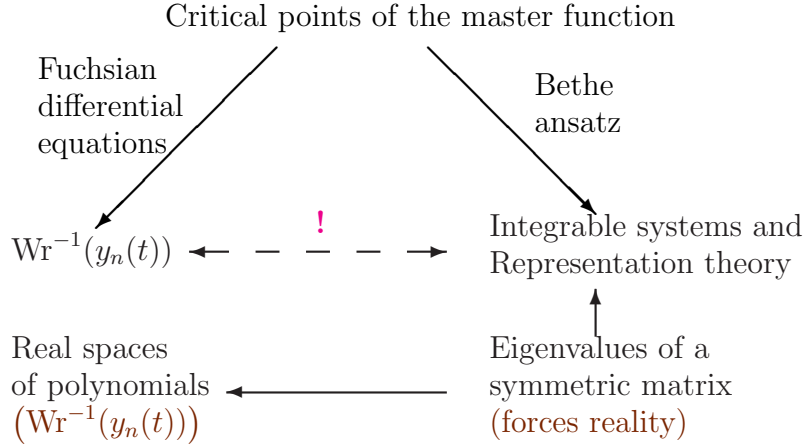 Critical points of the master function
Fuchsian
differential
equations
Bethe
ansatz
!
Wr⁻¹(yₙ(t))
Integrable systems and
Representation theory
Real spaces
of polynomials
(Wr⁻¹(yₙ(t)))
Eigenvalues of a
symmetric matrix
(forces reality)